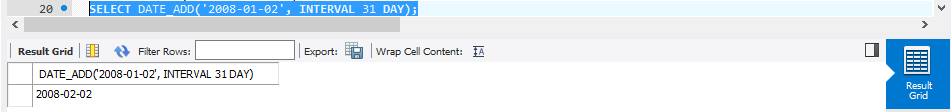 20 SELECT DATE_ADD('2008-01-02', INTERVAL 31 DAY);
Result Grid Filter Rows: Export: Wrap Cell Content: IA
DATE_ADD('2008-01-02', INTERVAL 31 DAY)
2008-02-02
Result
Grid